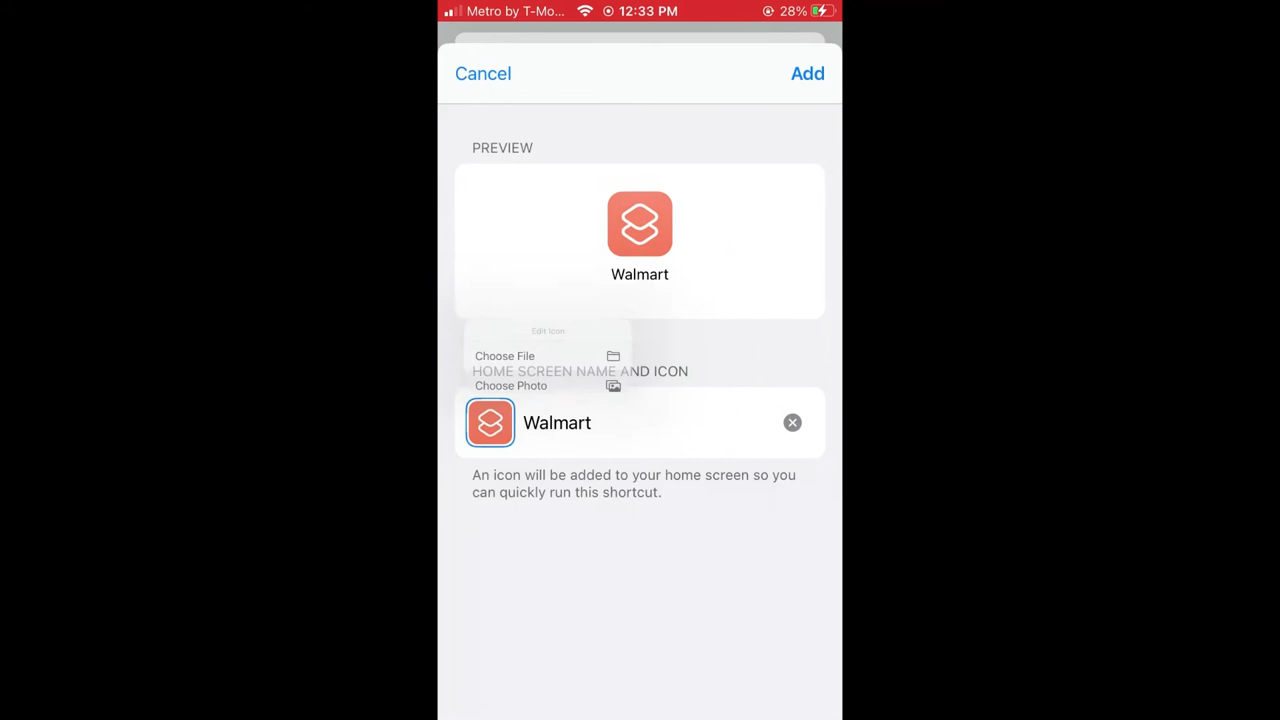 Metro by T-Mo... 12:33 PM 28%
Cancel Add
PREVIEW
Walmart
Edit Icon
Choose File
HOME SCREEN NAME AND ICON
Choose Photo
Walmart
An icon will be added to your home screen so you
can quickly run this shortcut.